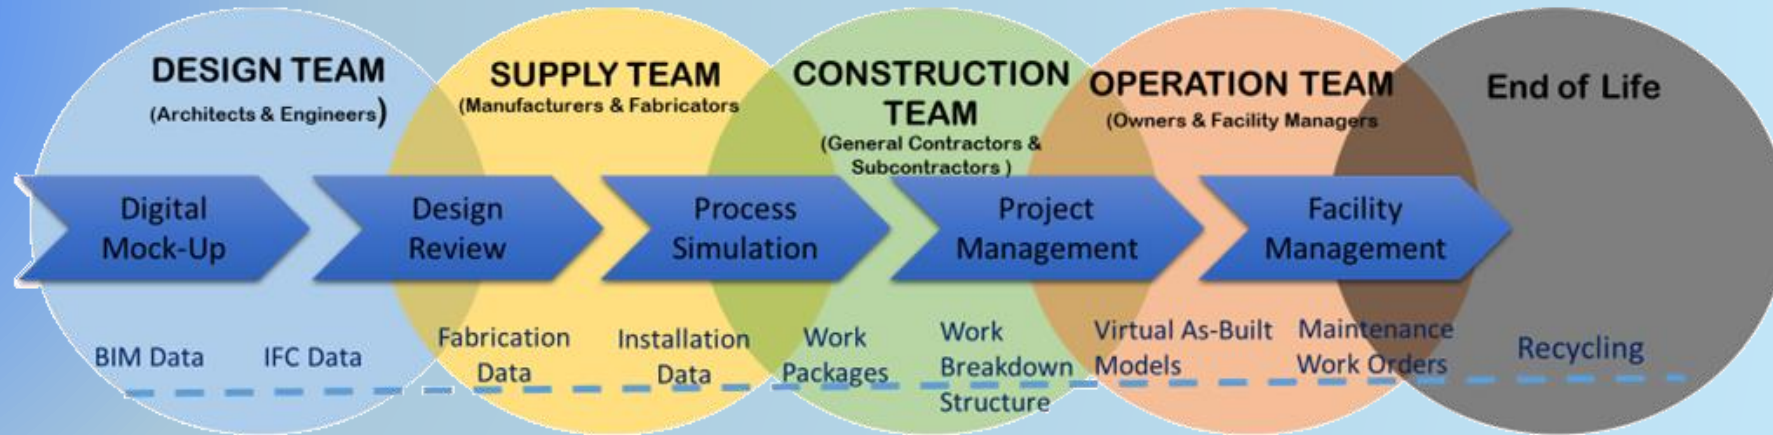 DESIGN TEAM
(Architects & Engineers)
SUPPLY TEAM
(Manufacturers & Fabricators
CONSTRUCTION
TEAM
(General Contractors &
Subcontractors )
OPERATION TEAM
(Owners & Facility Managers
End of Life
Digital
Mock-Up
Design
Review
Process
Simulation
Project
Management
Facility
Management
BIM Data
IFC Data
Fabrication
Data
Installation
Data
Work
Packages
Work
Breakdown
Structure
Virtual As-Built
Models
Maintenance
Work Orders
Recycling